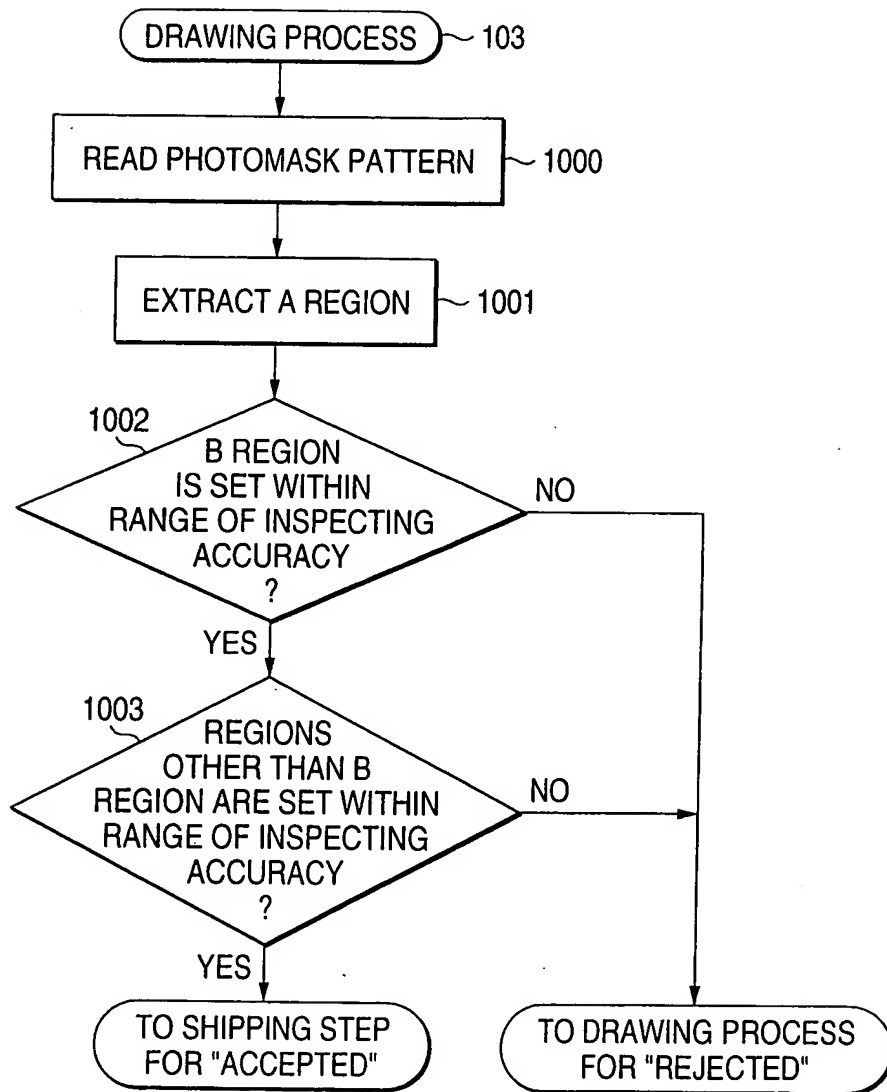 DRAWING PROCESS 103
READ PHOTOMASK PATTERN 1000
EXTRACT A REGION 1001
1002
B REGION
IS SET WITHIN
RANGE OF INSPECTING
ACCURACY
?
NO
YES
1003
REGIONS
OTHER THAN B
REGION ARE SET WITHIN
RANGE OF INSPECTING
ACCURACY
?
NO
YES
TO SHIPPING STEP
FOR "ACCEPTED"
TO DRAWING PROCESS
FOR "REJECTED"